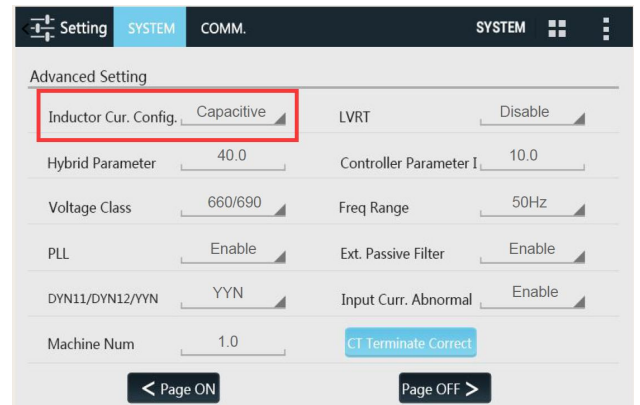 Setting SYSTEM COMM. SYSTEM
Advanced Setting
Inductor Cur. Config. Capacitive LVRT Disable
Hybrid Parameter 40.0 Controller Parameter I 10.0
Voltage Class 660/690 Freq Range 50Hz
PLL Enable Ext. Passive Filter Enable
DYN11/DYN12/YYN YYN Input Curr. Abnormal Enable
Machine Num 1.0 CT Terminate Correct
< Page ON Page OFF >